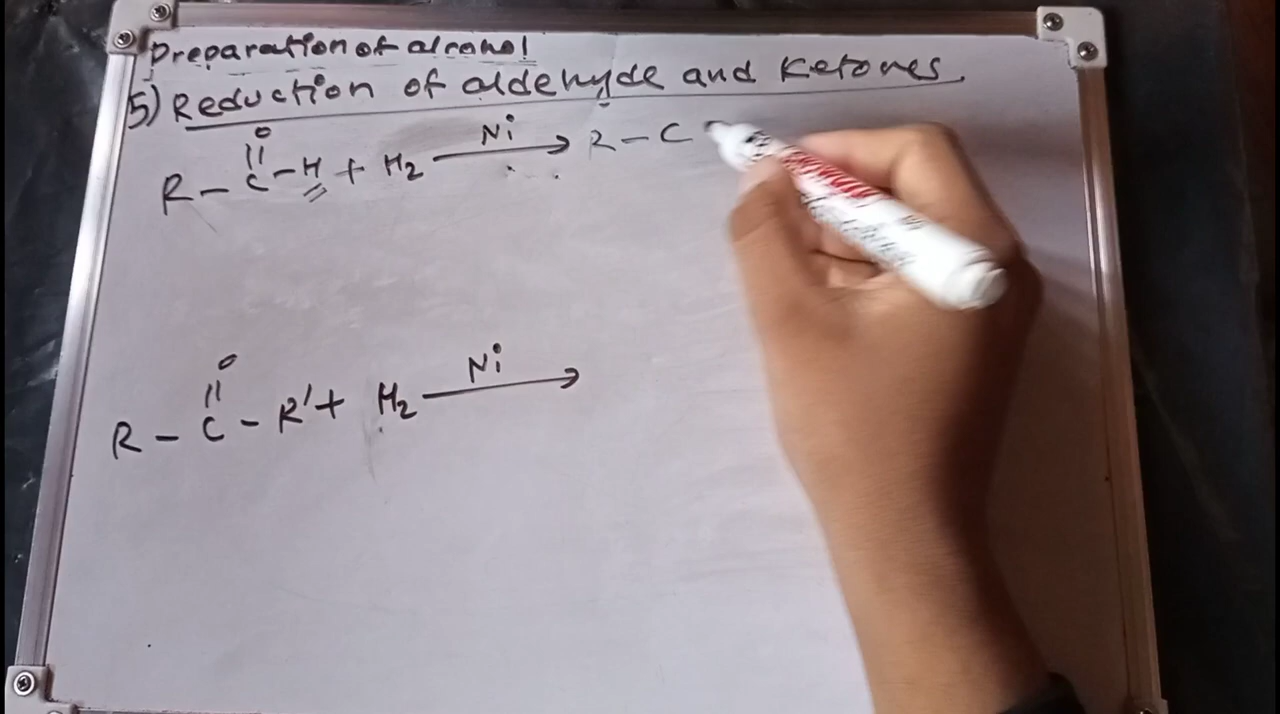 Preparation of alcohol
5) Reduction of aldehyde and Ketones
O
||
R – C – H + H₂ Ni → R – C
O
||
R – C – R' + H₂ Ni →